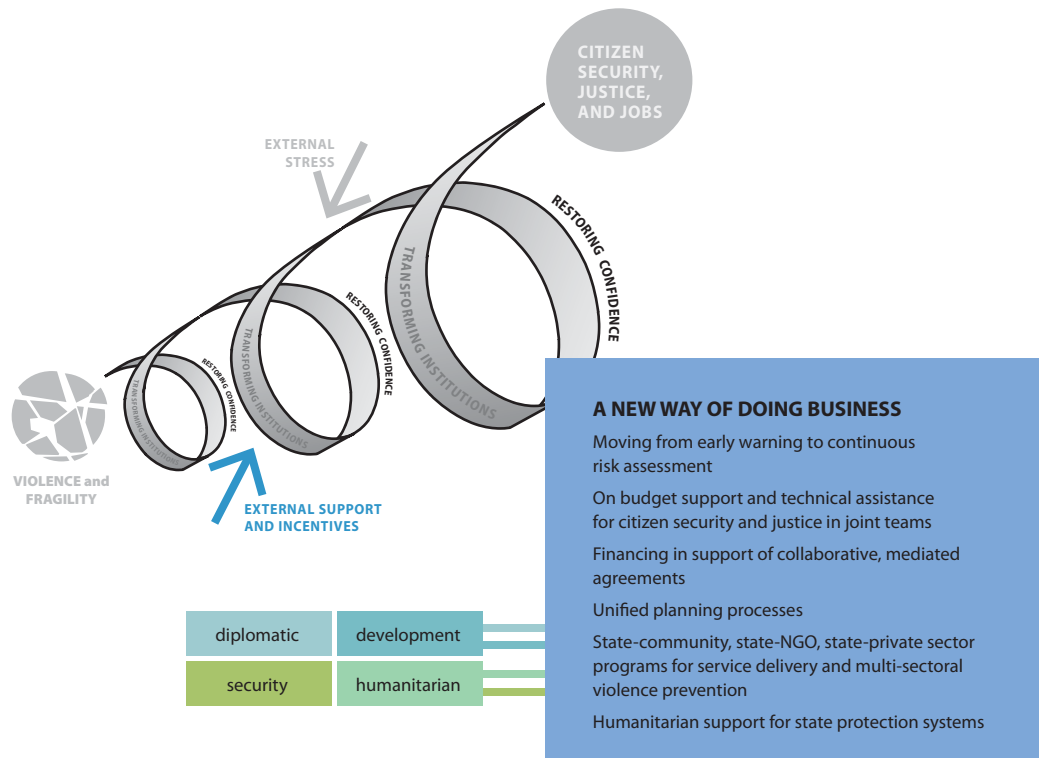 CITIZEN
SECURITY,
JUSTICE,
AND JOBS
EXTERNAL
STRESS
RESTORING CONFIDENCE
TRANSFORMING INSTITUTIONS
RESTORING CONFIDENCE
TRANSFORMING INSTITUTIONS
RESTORING CONFIDENCE
TRANSFORMING INSTITUTIONS
VIOLENCE and
FRAGILITY
EXTERNAL SUPPORT
AND INCENTIVES
diplomatic
development
security
humanitarian
A NEW WAY OF DOING BUSINESS
Moving from early warning to continuous
risk assessment
On budget support and technical assistance
for citizen security and justice in joint teams
Financing in support of collaborative, mediated
agreements
Unified planning processes
State-community, state-NGO, state-private sector
programs for service delivery and multi-sectoral
violence prevention
Humanitarian support for state protection systems